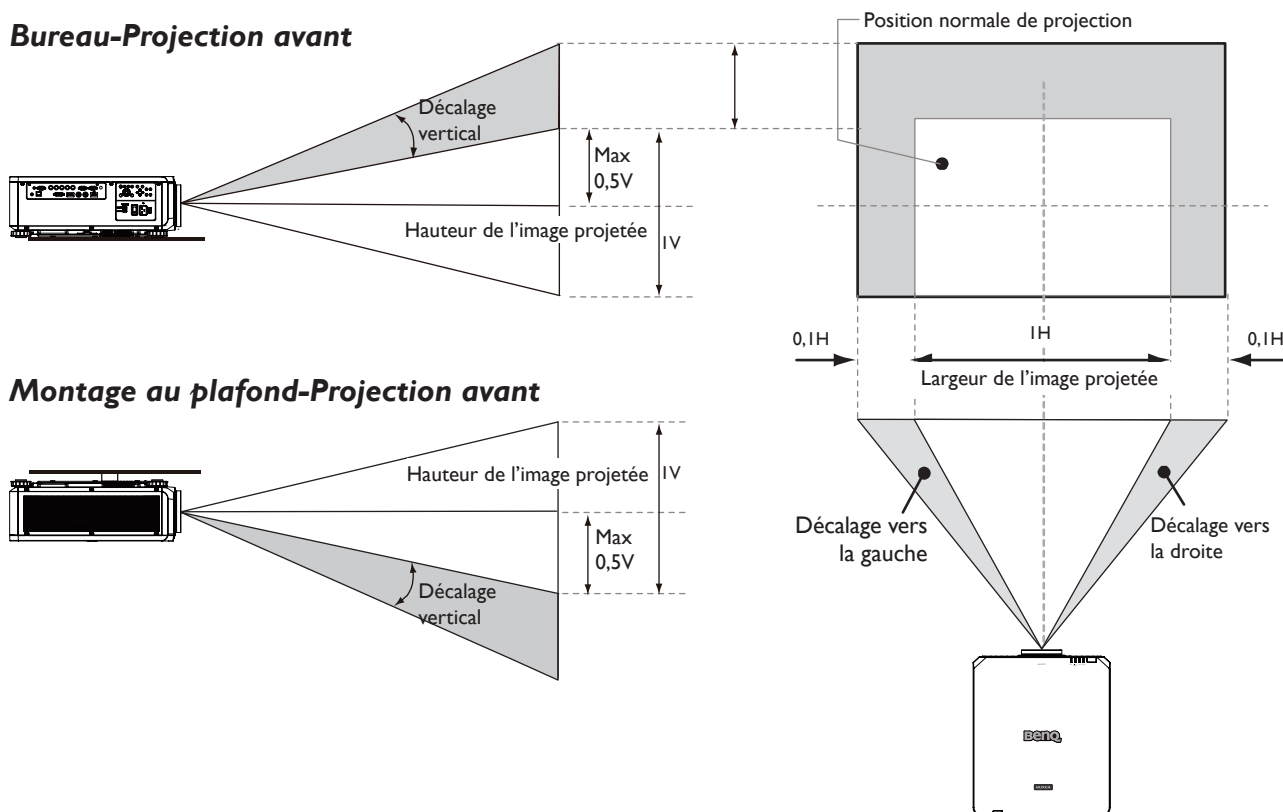 Bureau-Projection avant
Position normale de projection
Décalage
vertical
Max
0,5V
Hauteur de l'image projetée
1V
0,1H
1H
0,1H
Largeur de l'image projetée
Montage au plafond-Projection avant
Hauteur de l'image projetée
1V
Max
0,5V
Décalage
vertical
Décalage vers
la gauche
Décalage vers
la droite
BenQ